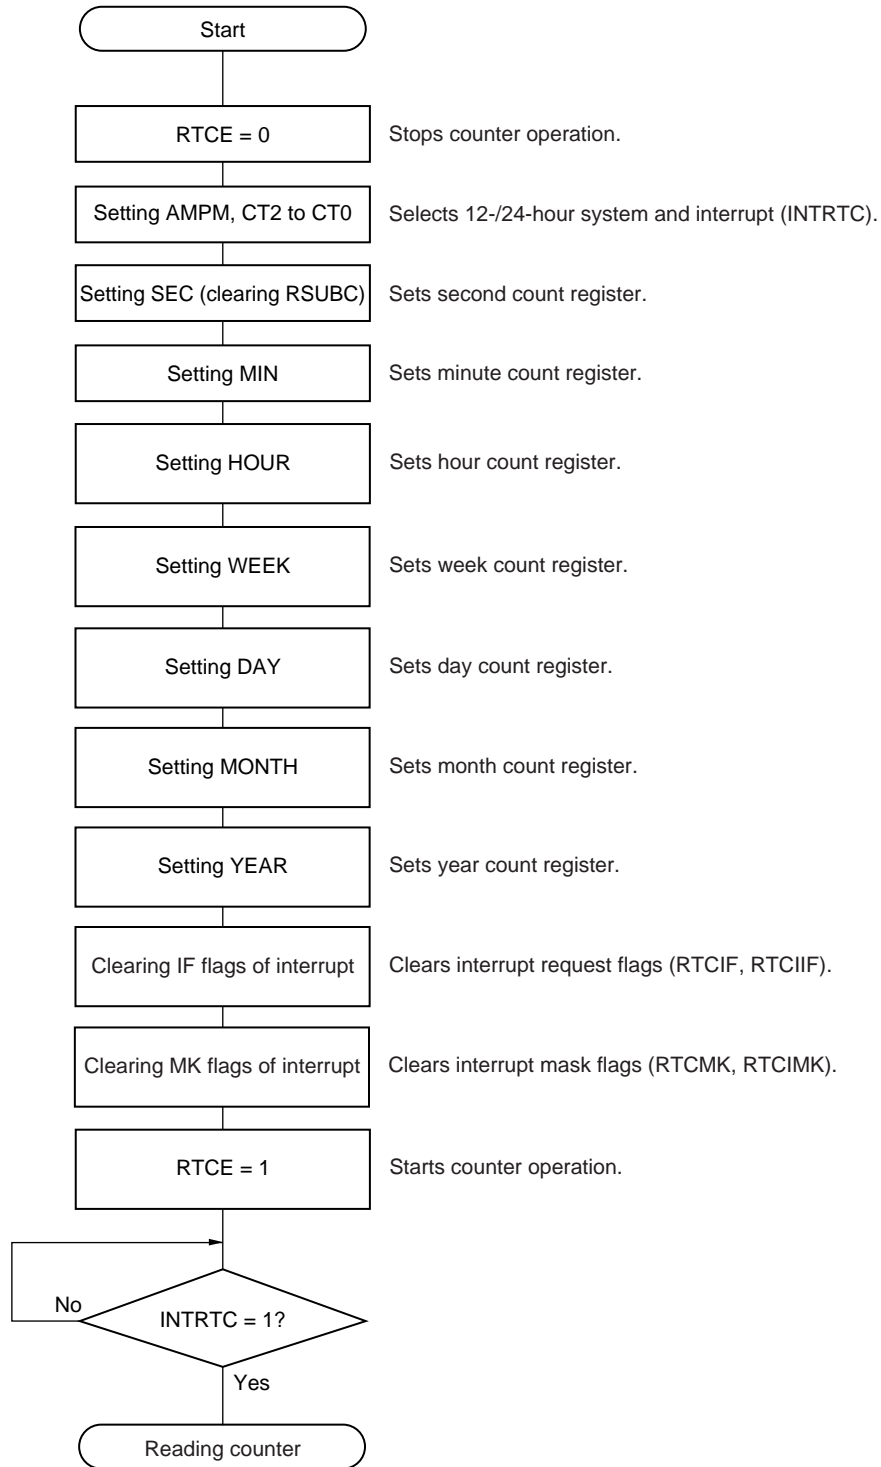 Start
RTCE = 0
Stops counter operation.
Setting AMPM, CT2 to CT0
Selects 12-/24-hour system and interrupt (INTRTC).
Setting SEC (clearing RSUBC)
Sets second count register.
Setting MIN
Sets minute count register.
Setting HOUR
Sets hour count register.
Setting WEEK
Sets week count register.
Setting DAY
Sets day count register.
Setting MONTH
Sets month count register.
Setting YEAR
Sets year count register.
Clearing IF flags of interrupt
Clears interrupt request flags (RTCIF, RTCIIF).
Clearing MK flags of interrupt
Clears interrupt mask flags (RTCMK, RTCIMK).
RTCE = 1
Starts counter operation.
No
INTRTC = 1?
Yes
Reading counter